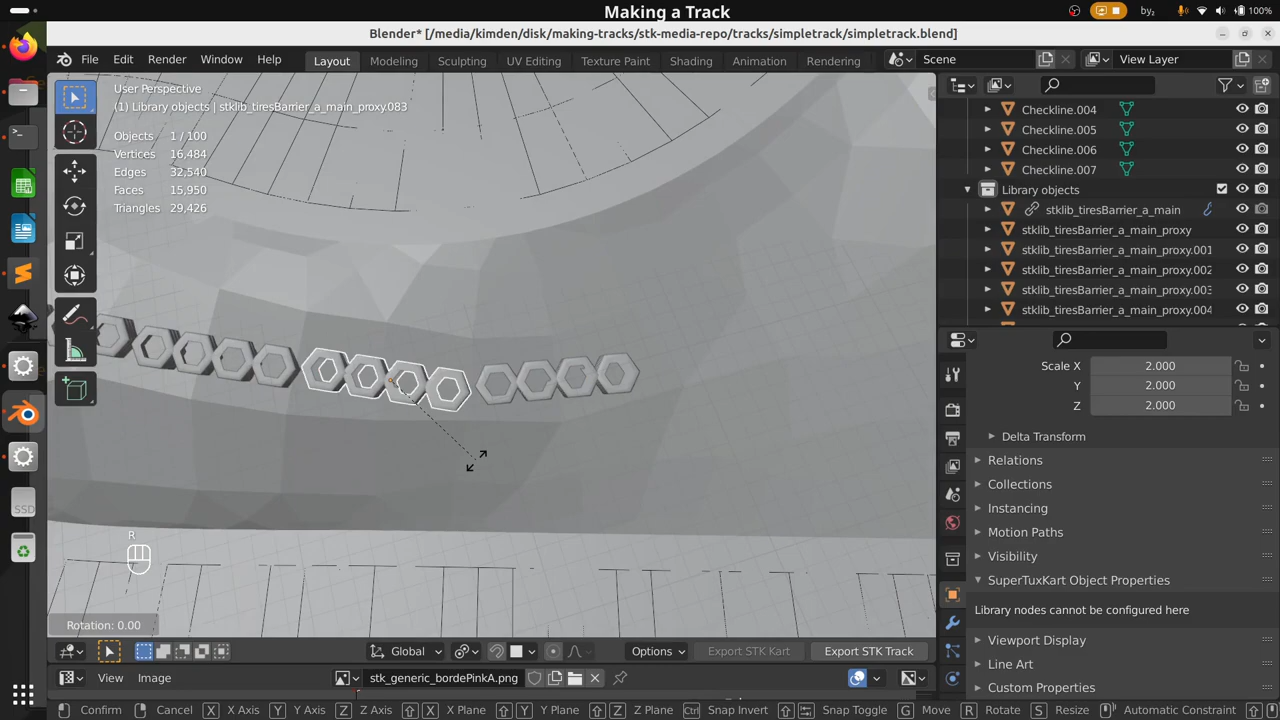 Making a Track
by₂
100%
Blender* [/media/kimden/disk/making-tracks/stk-media-repo/tracks/simpletrack/simpletrack.blend]
File Edit Render Window Help Layout Modeling Sculpting UV Editing Texture Paint Shading Animation Rendering Scene View Layer
User Perspective
(1) Library objects | stklib_tiresBarrier_a_main_proxy.083
Objects 1 / 100
Vertices 16,484
Edges 32,540
Faces 15,950
Triangles 29,426
Checkline.004
Checkline.005
Checkline.006
Checkline.007
Library objects
stklib_tiresBarrier_a_main
stklib_tiresBarrier_a_main_proxy
stklib_tiresBarrier_a_main_proxy.001
stklib_tiresBarrier_a_main_proxy.002
stklib_tiresBarrier_a_main_proxy.003
stklib_tiresBarrier_a_main_proxy.004
Scale X 2.000
Y 2.000
Z 2.000
Delta Transform
Relations
Collections
Instancing
Motion Paths
Visibility
SuperTuxKart Object Properties
Library nodes cannot be configured here
Viewport Display
Line Art
Custom Properties
SSD
R
Rotation: 0.00
Global Options Export STK Kart Export STK Track
View Image stk_generic_bordePinkA.png
Confirm Cancel X X Axis Y Y Axis Z Z Axis X X Plane Y Y Plane Z Z Plane Ctrl Snap Invert Snap Toggle G Move R Rotate S Resize Automatic Constraint